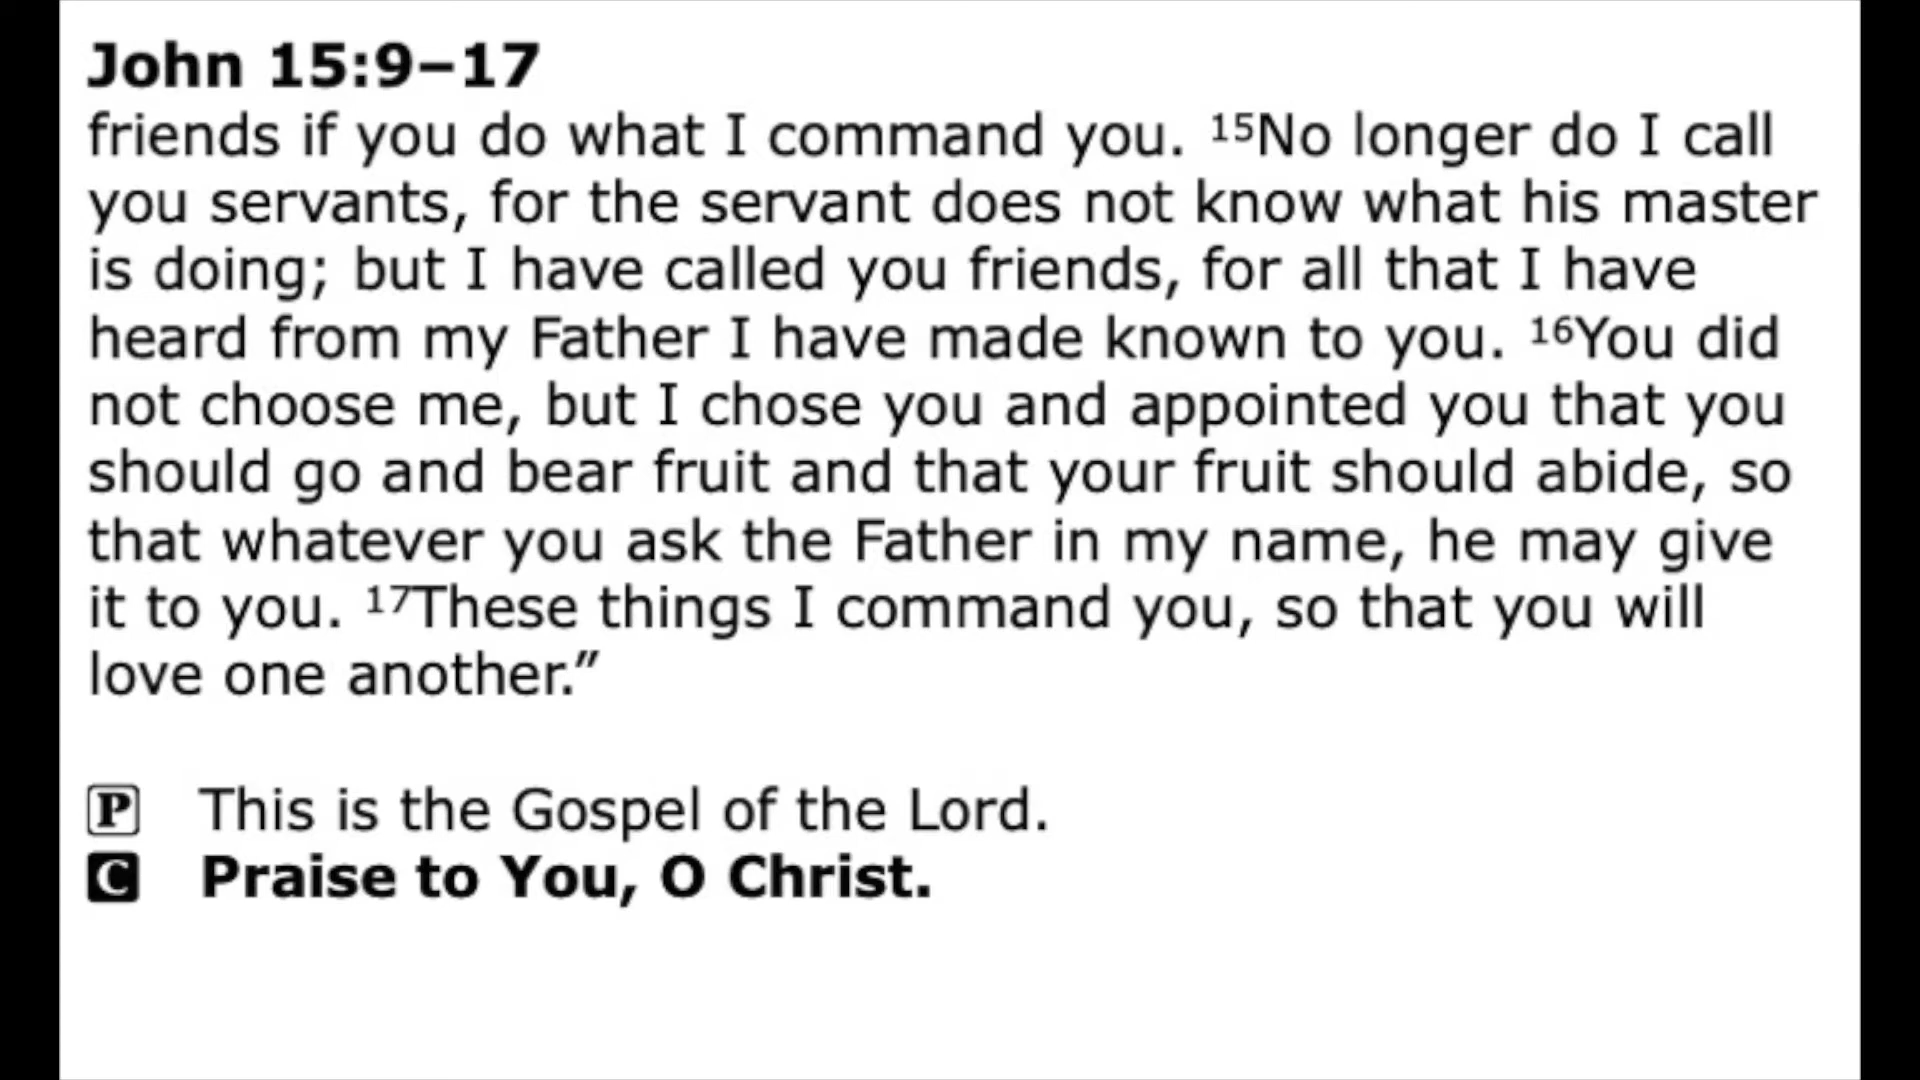 John 15:9–17
friends if you do what I command you. 15No longer do I call
you servants, for the servant does not know what his master
is doing; but I have called you friends, for all that I have
heard from my Father I have made known to you. 16You did
not choose me, but I chose you and appointed you that you
should go and bear fruit and that your fruit should abide, so
that whatever you ask the Father in my name, he may give
it to you. 17These things I command you, so that you will
love one another.”
P This is the Gospel of the Lord.
C Praise to You, O Christ.